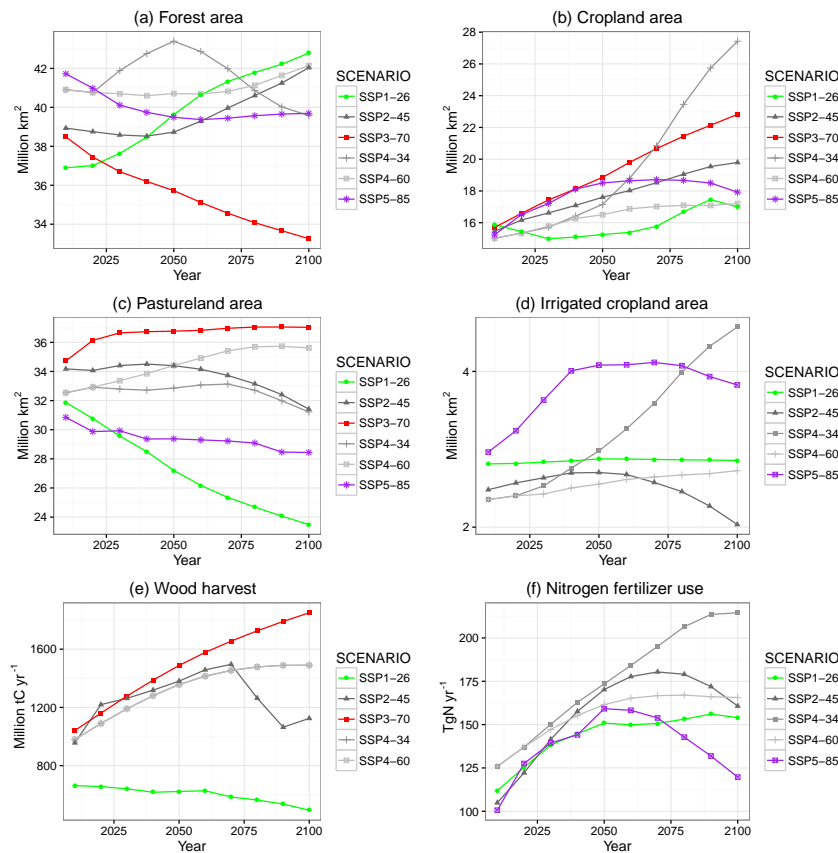 (a) Forest area
Million km²
42
40
38
36
34
2025
2050
2075
2100
Year
SCENARIO
SSP1−26
SSP2−45
SSP3−70
SSP4−34
SSP4−60
SSP5−85
(b) Cropland area
Million km²
28
26
24
22
20
18
16
2025
2050
2075
2100
Year
SCENARIO
SSP1−26
SSP2−45
SSP3−70
SSP4−34
SSP4−60
SSP5−85
(c) Pastureland area
Million km²
36
34
32
30
28
26
24
2025
2050
2075
2100
Year
SCENARIO
SSP1−26
SSP2−45
SSP3−70
SSP4−34
SSP4−60
SSP5−85
(d) Irrigated cropland area
Million km²
4
2
2025
2050
2075
2100
Year
SCENARIO
SSP1−26
SSP2−45
SSP4−34
SSP4−60
SSP5−85
(e) Wood harvest
Million tC yr⁻¹
1600
1200
800
2025
2050
2075
2100
Year
SCENARIO
SSP1−26
SSP2−45
SSP3−70
SSP4−34
SSP4−60
(f) Nitrogen fertilizer use
TgN yr⁻¹
200
175
150
125
100
2025
2050
2075
2100
Year
SCENARIO
SSP1−26
SSP2−45
SSP4−34
SSP4−60
SSP5−85